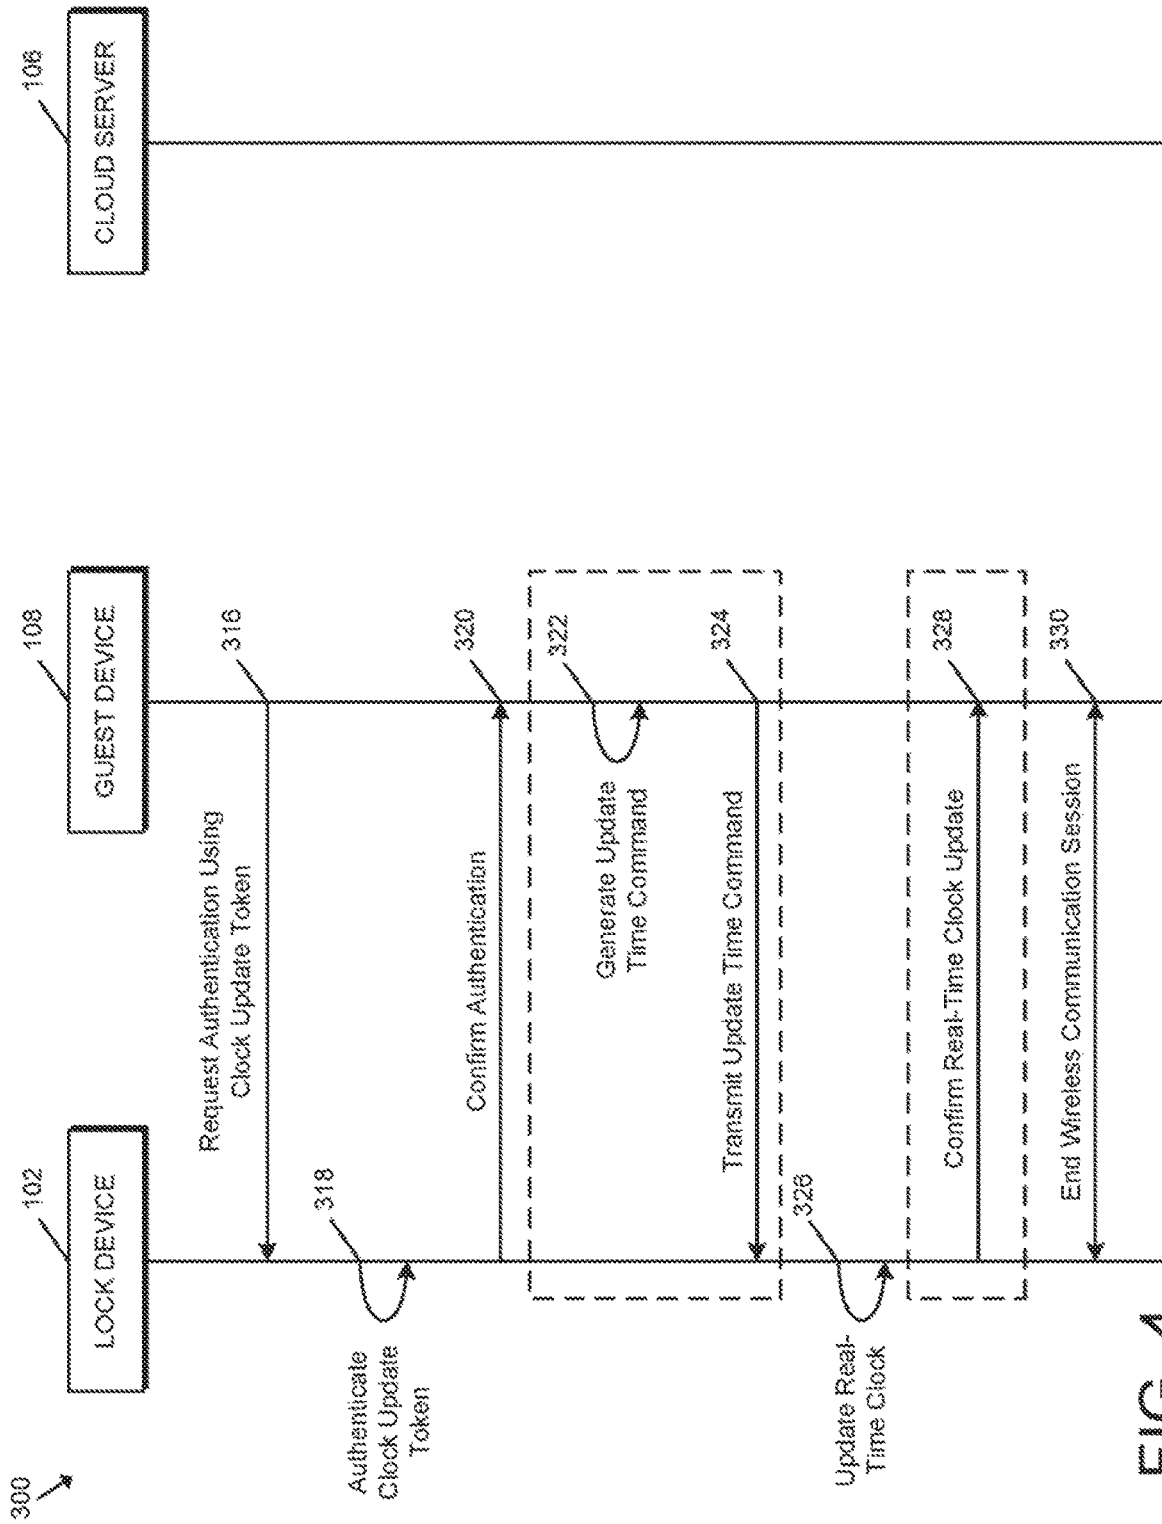 300
102
108
106
LOCK DEVICE
GUEST DEVICE
CLOUD SERVER
Request Authentication Using
Clock Update Token
316
318
Authenticate
Clock Update
Token
Confirm Authentication
320
322
Generate Update
Time Command
Transmit Update Time Command
324
326
Update Real-
Time Clock
Confirm Real-Time Clock Update
328
End Wireless Communication Session
330
FIG. 4